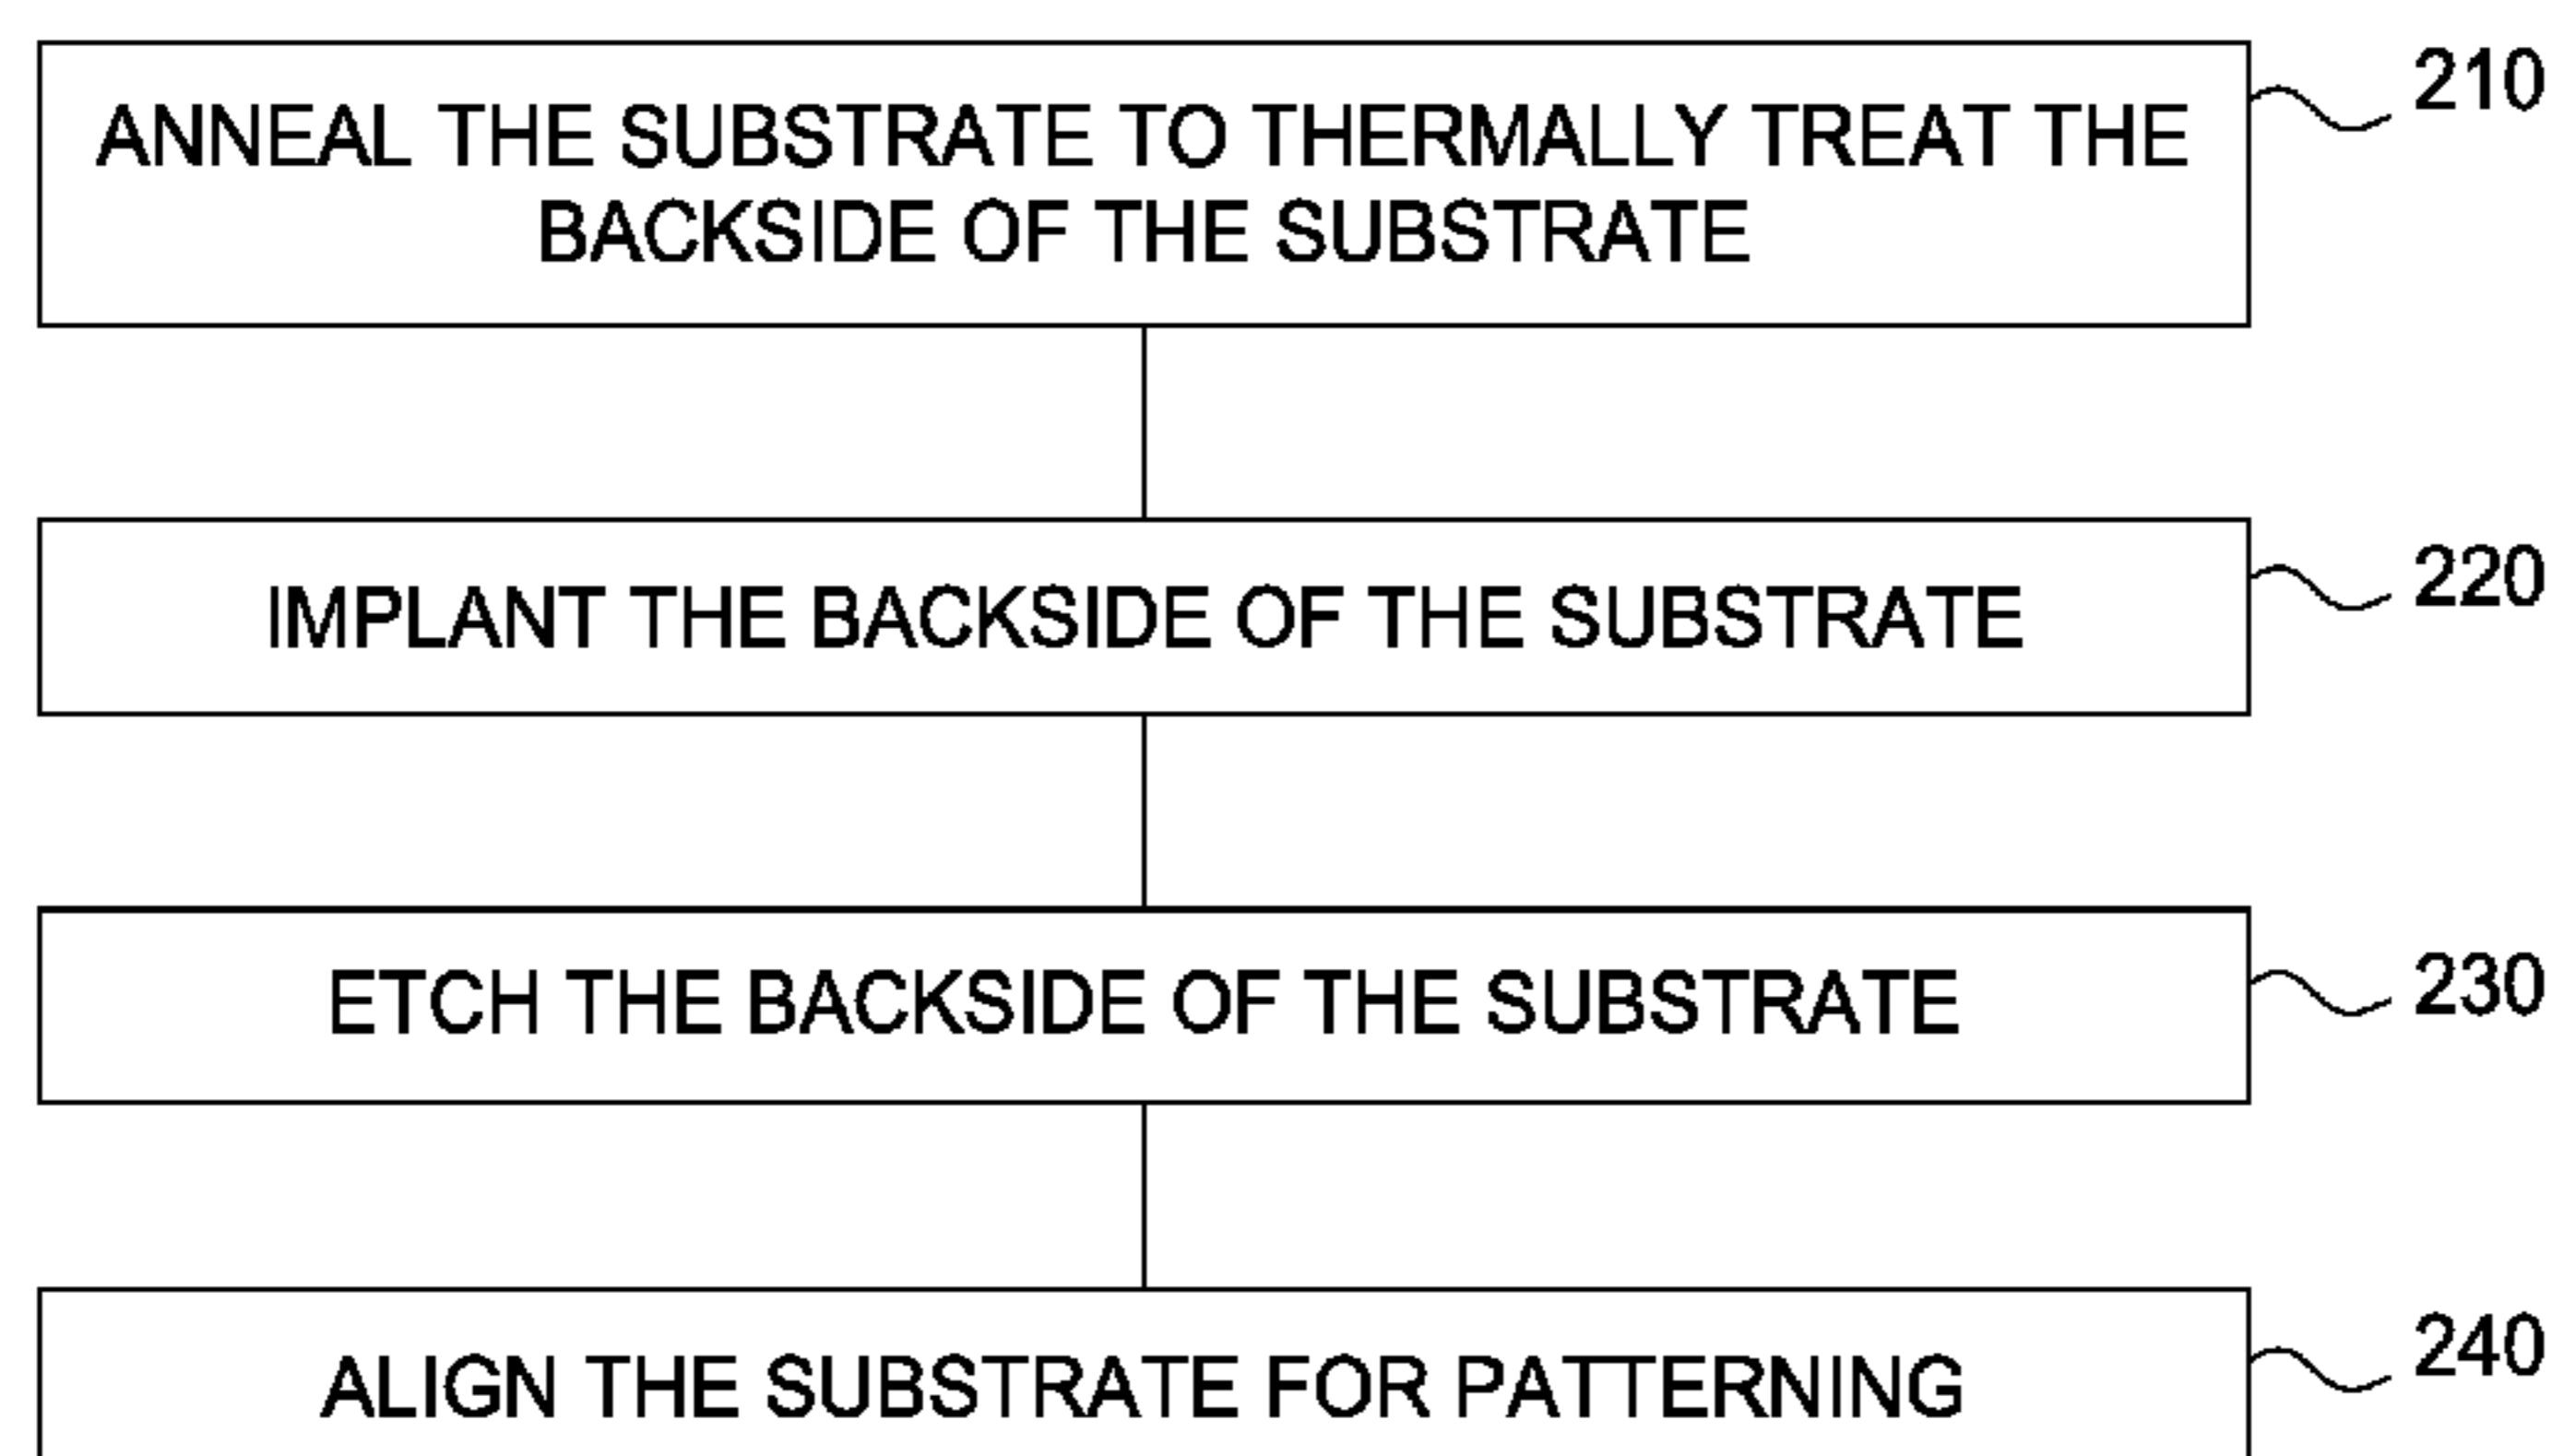 ANNEAL THE SUBSTRATE TO THERMALLY TREAT THE
BACKSIDE OF THE SUBSTRATE
210
IMPLANT THE BACKSIDE OF THE SUBSTRATE
220
ETCH THE BACKSIDE OF THE SUBSTRATE
230
ALIGN THE SUBSTRATE FOR PATTERNING
240